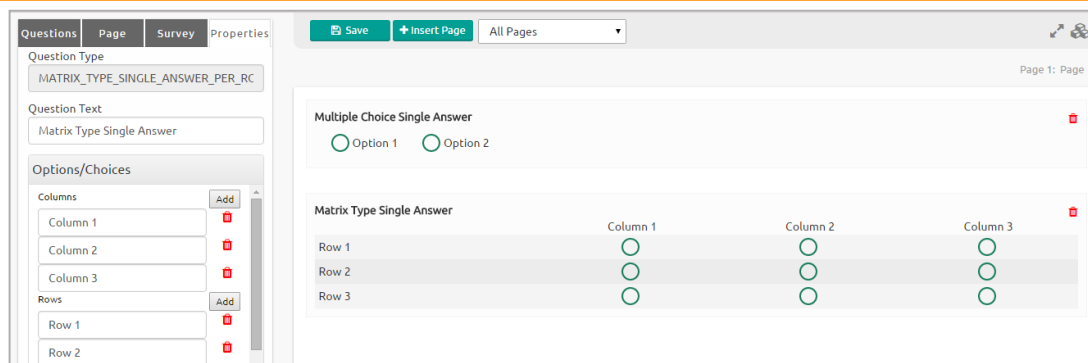 Questions Page Survey Properties
Question Type
MATRIX_TYPE_SINGLE_ANSWER_PER_RC
Question Text
Matrix Type Single Answer
Options/Choices
Columns Add
Column 1
Column 2
Column 3
Rows Add
Row 1
Row 2
Save Insert Page All Pages
Page 1: Page
Multiple Choice Single Answer
Option 1 Option 2
Matrix Type Single Answer
Column 1 Column 2 Column 3
Row 1
Row 2
Row 3